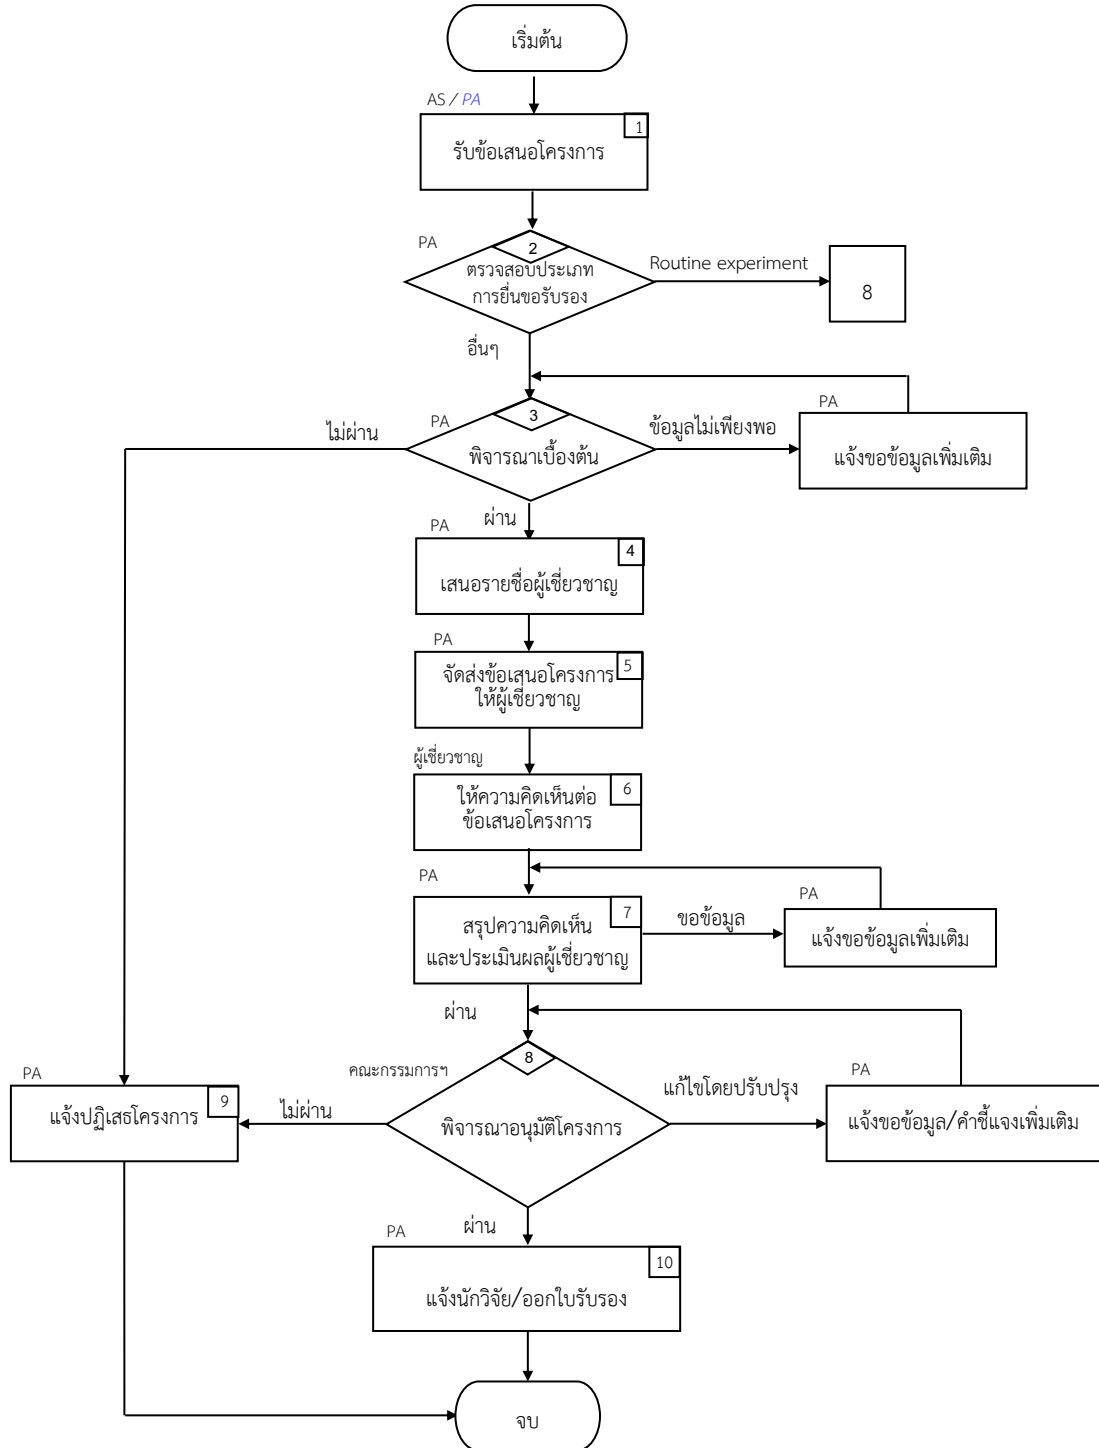 เริ่มต้น
AS / PA
1
รับข้อเสนอโครงการ
PA
2
ตรวจสอบประเภท
การยื่นขอรับรอง
Routine experiment
8
อื่นๆ
PA
3
พิจารณาเบื้องต้น
ไม่ผ่าน
ข้อมูลไม่เพียงพอ
PA
แจ้งขอข้อมูลเพิ่มเติม
ผ่าน
PA
4
เสนอรายชื่อผู้เชี่ยวชาญ
PA
5
จัดส่งข้อเสนอโครงการ
ให้ผู้เชี่ยวชาญ
ผู้เชี่ยวชาญ
6
ให้ความคิดเห็นต่อ
ข้อเสนอโครงการ
PA
7
สรุปความคิดเห็น
และประเมินผลผู้เชี่ยวชาญ
ขอข้อมูล
PA
แจ้งขอข้อมูลเพิ่มเติม
ผ่าน
คณะกรรมการฯ
8
พิจารณาอนุมัติโครงการ
แก้ไขโดยปรับปรุง
PA
แจ้งขอข้อมูล/คำชี้แจงเพิ่มเติม
ไม่ผ่าน
PA
9
แจ้งปฏิเสธโครงการ
ผ่าน
PA
10
แจ้งนักวิจัย/ออกใบรับรอง
จบ